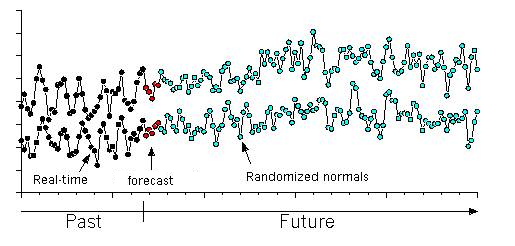 Real-time
forecast
Randomized normals
Past
Future